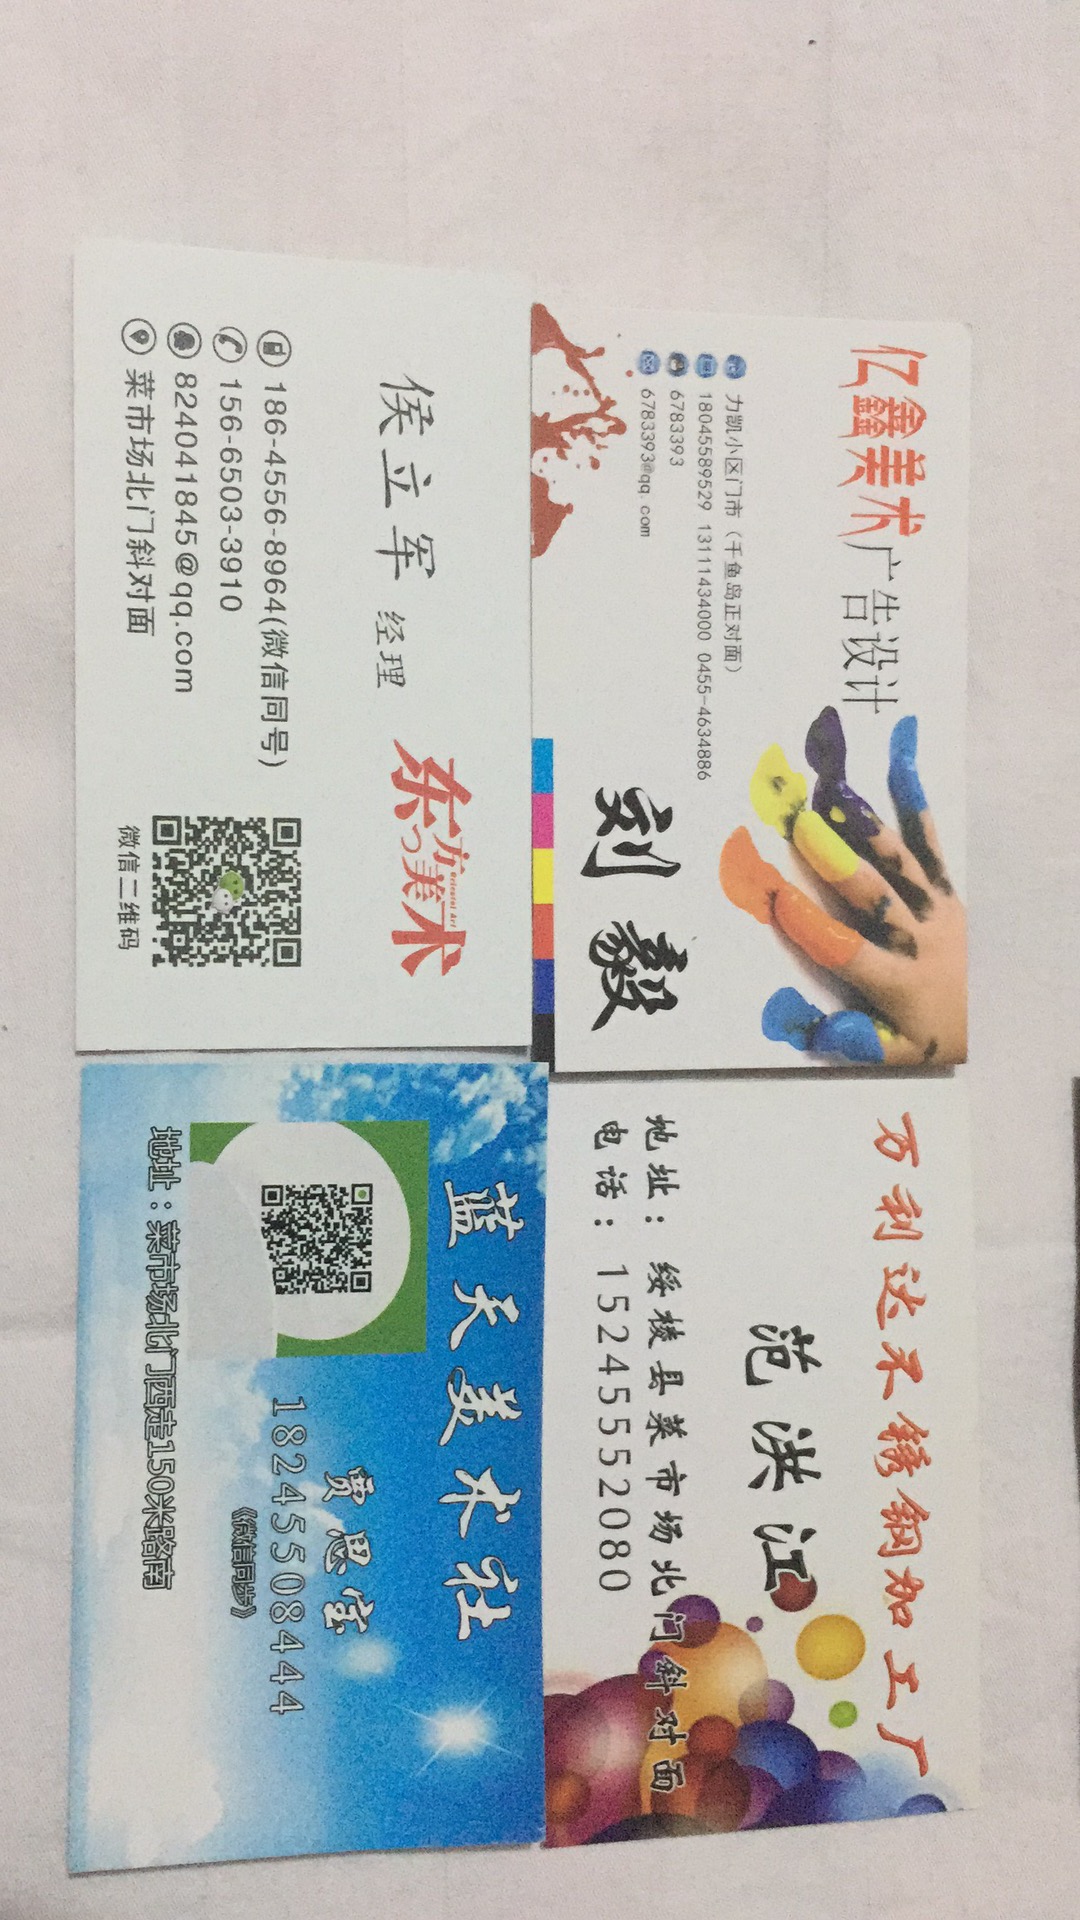 亿鑫美术广告设计
力凯小区门市（千鱼岛正对面）
18045589529 13111434000 0455-4634886
6783393
6783393@qq.com
刻 毅
万利达不锈钢加工厂
范洪江
地址：绥棱县菜市场北门斜对面
电话：15245552080
侯立军 经理
东方美术
oriental Art
186-4556-8964(微信同号)
156-6503-3910
824041845@qq.com
菜市场北门斜对面
微信二维码
蓝天美术社
贾思宝
18245508444
《微信同步》
地址：菜市场北门西走150米路南